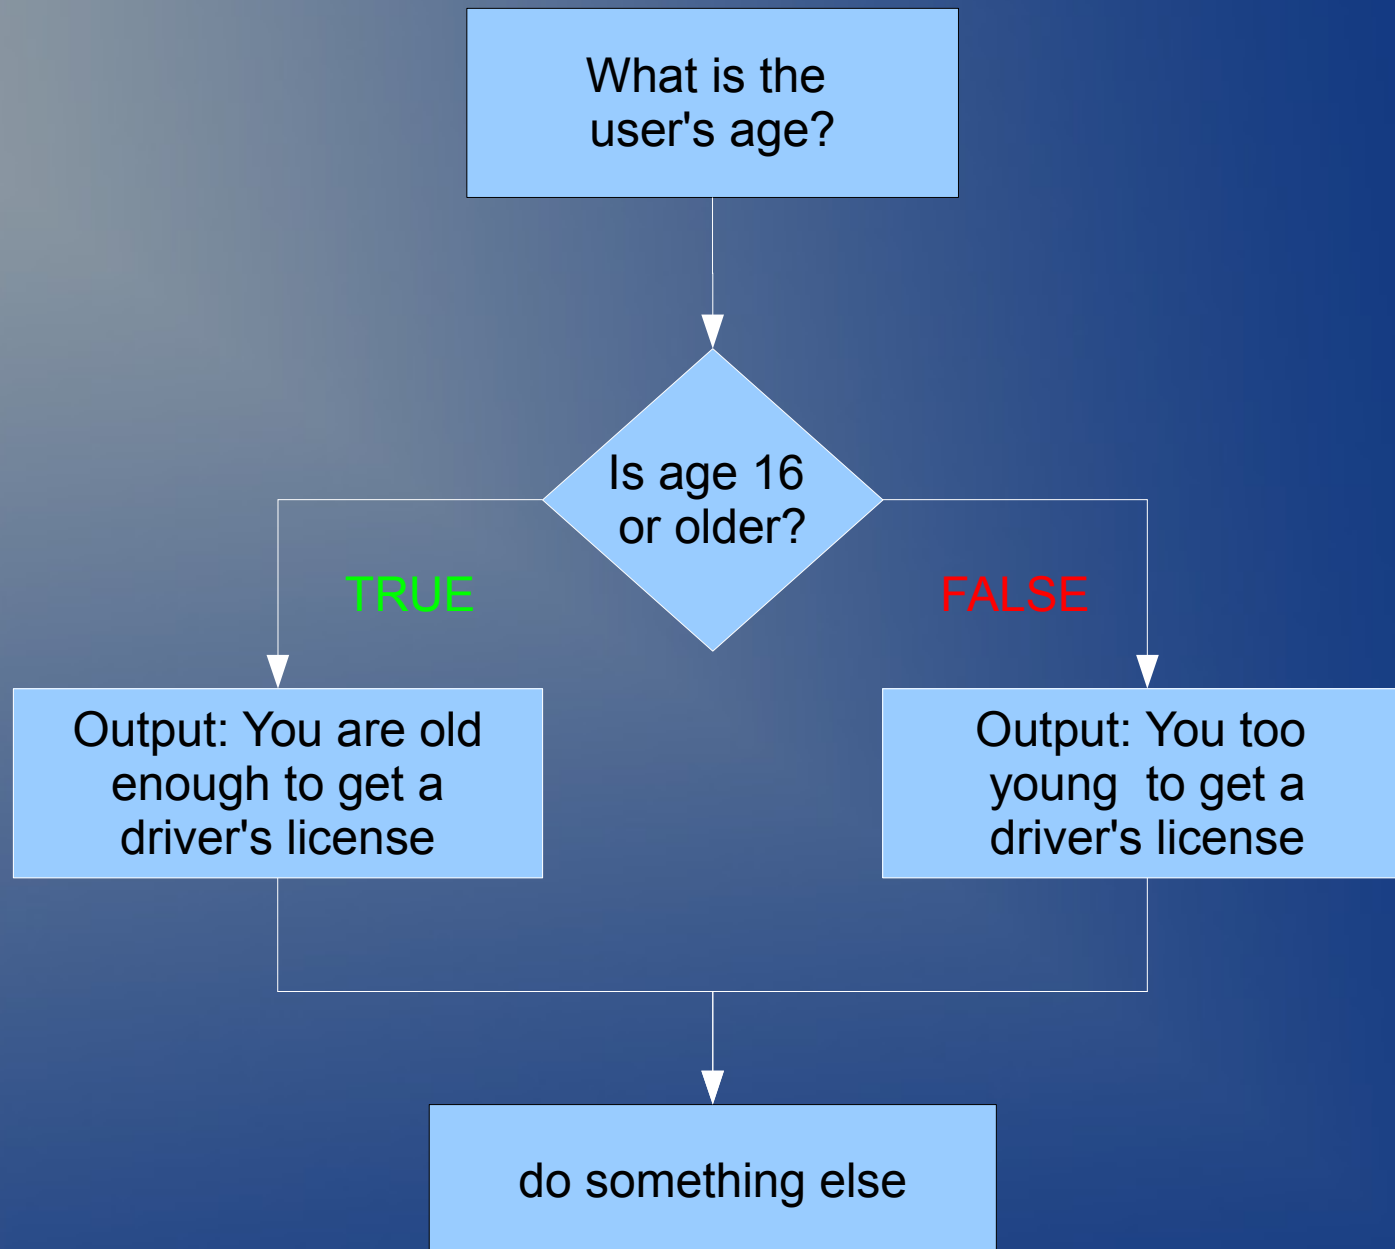 What is the
user's age?
Is age 16
or older?
TRUE
FALSE
Output: You are old
enough to get a
driver's license
Output: You too
young  to get a
driver's license
do something else